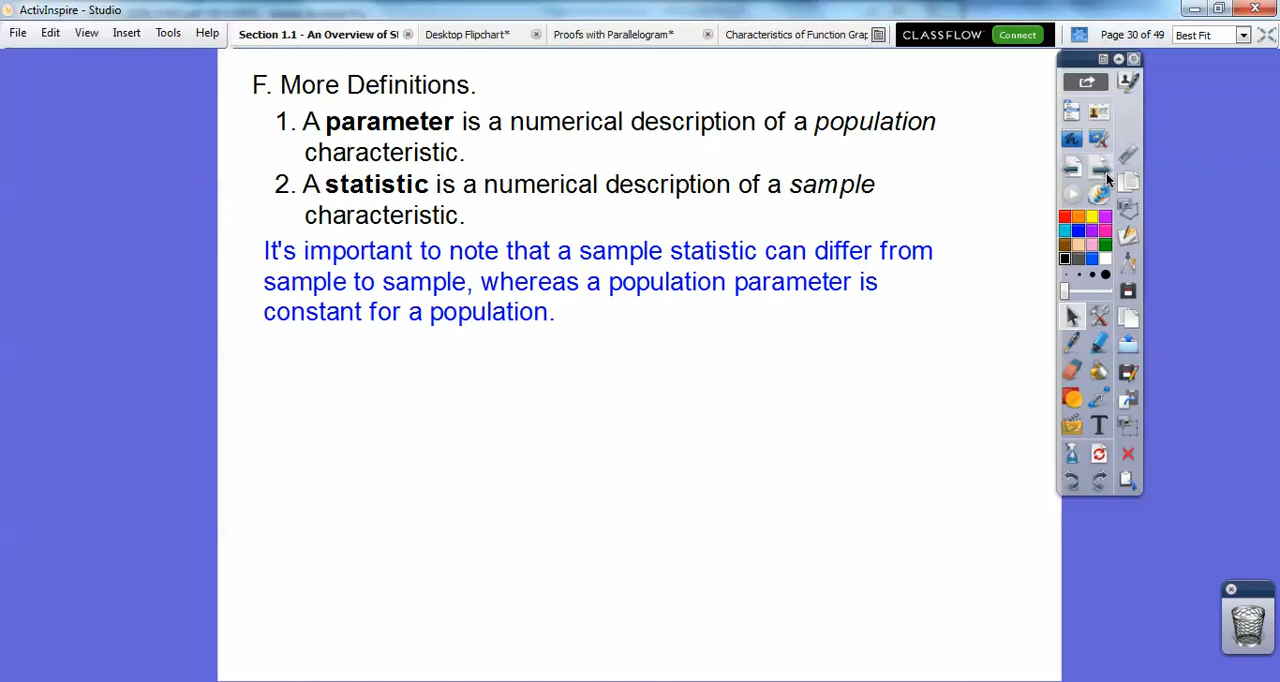 ActivInspire - Studio
File Edit View Insert Tools Help
Section 1.1 - An Overview of S
Desktop Flipchart*
Proofs with Parallelogram*
Characteristics of Function Grap
CLASSFLOW Connect
Page 30 of 49
Best Fit
F. More Definitions.
1. A parameter is a numerical description of a population
characteristic.
2. A statistic is a numerical description of a sample
characteristic.
It's important to note that a sample statistic can differ from
sample to sample, whereas a population parameter is
constant for a population.